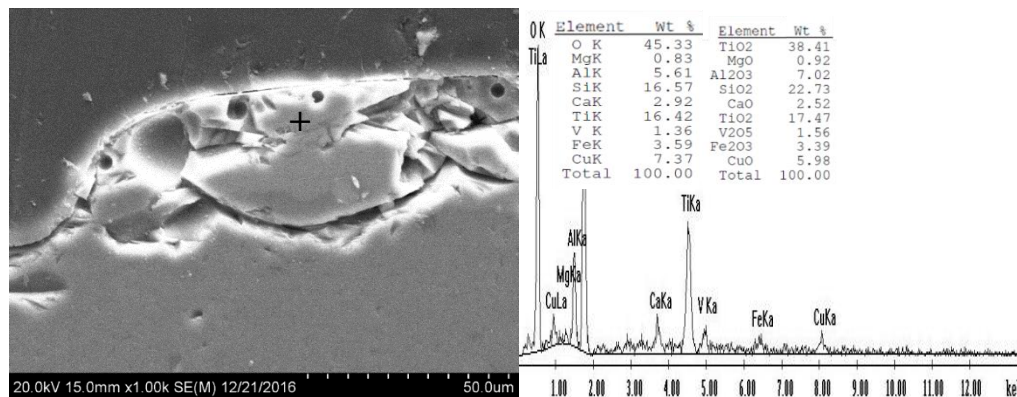 20.0kV 15.0mm x1.00k SE(M) 12/21/2016 50.0um
O K
TiLa
Element Wt %
O K 45.33
MgK 0.83
AlK 5.61
SiK 16.57
CaK 2.92
TiK 16.42
V K 1.36
FeK 3.59
CuK 7.37
Total 100.00
Element Wt %
TiO2 38.41
MgO 0.92
Al2O3 7.02
SiO2 22.73
CaO 2.52
TiO2 17.47
V2O5 1.56
Fe2O3 3.39
CuO 5.98
Total 100.00
CuLa
MgKa
AlKa
CaKa
TiKa
V Ka
FeKa
CuKa
1.00 2.00 3.00 4.00 5.00 6.00 7.00 8.00 9.00 10.00 11.00 12.00